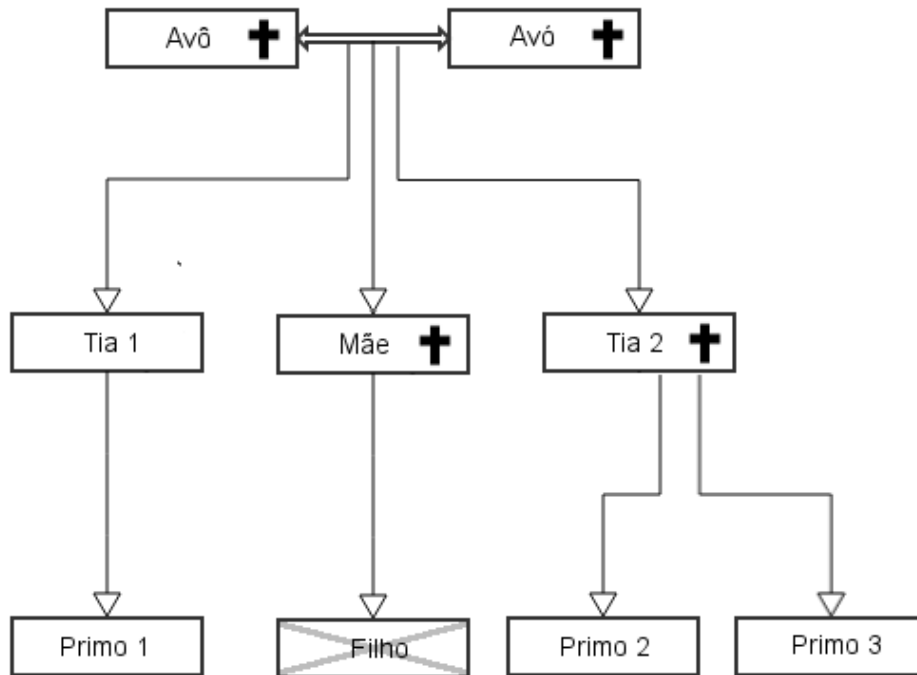 Avô
Avó
Tia 1
Mãe
Tia 2
Primo 1
Filho
Primo 2
Primo 3